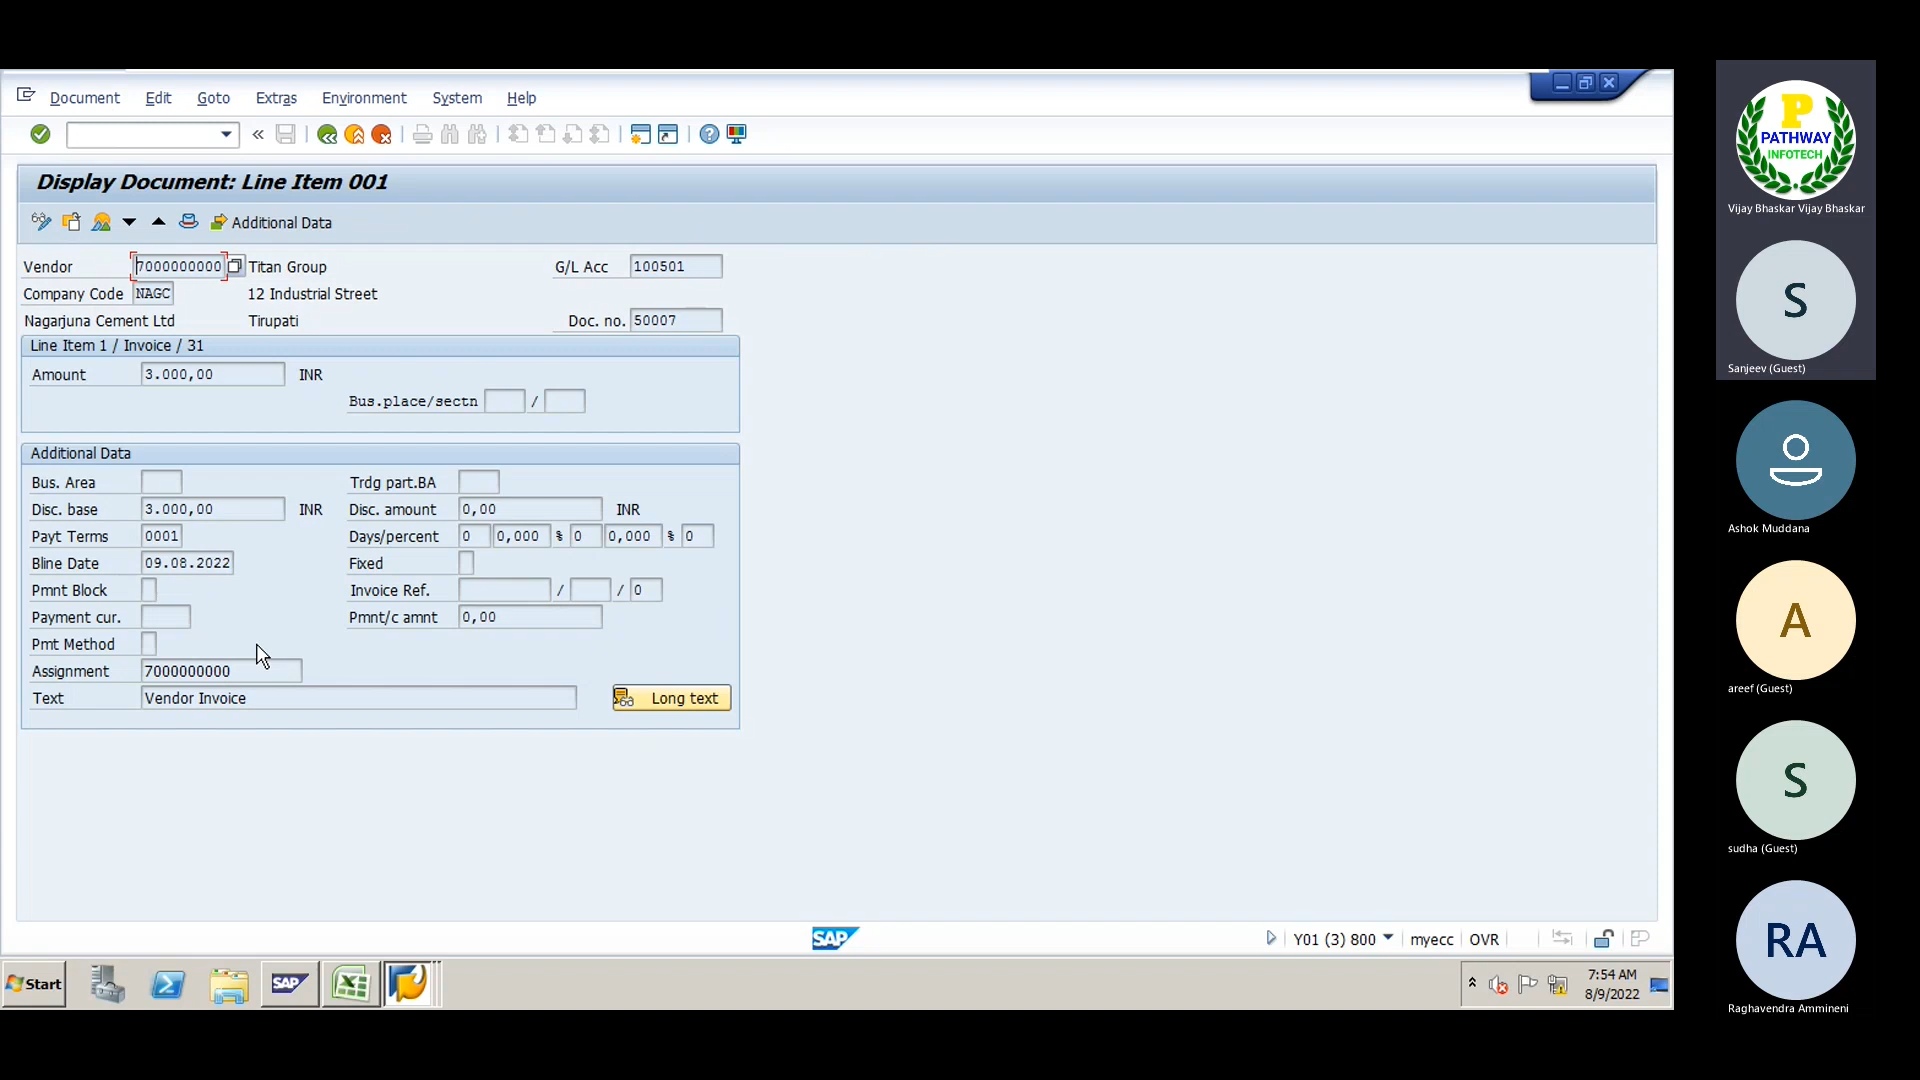 Document Edit Goto Extras Environment System Help
«
Display Document: Line Item 001
Additional Data
Vendor 7000000000 Titan Group G/L Acc 100501
Company Code NAGC 12 Industrial Street
Nagarjuna Cement Ltd Tirupati Doc. no. 50007
Line Item 1 / Invoice / 31
Amount 3.000,00 INR
Bus.place/sectn /
Additional Data
Bus. Area Trdg part.BA
Disc. base 3.000,00 INR Disc. amount 0,00 INR
Payt Terms 0001 Days/percent 0 0,000 % 0 0,000 % 0
Bline Date 09.08.2022 Fixed
Pmnt Block Invoice Ref. / / 0
Payment cur. Pmnt/c amnt 0,00
Pmt Method
Assignment 7000000000
Text Vendor Invoice Long text
SAP Y01 (3) 800 myecc OVR
Start SAP 7:54 AM
8/9/2022
P
PATHWAY
INFOTECH
Vijay Bhaskar Vijay Bhaskar
S
Sanjeev (Guest)
Ashok Muddana
A
areef (Guest)
S
sudha (Guest)
RA
Raghavendra Ammineni